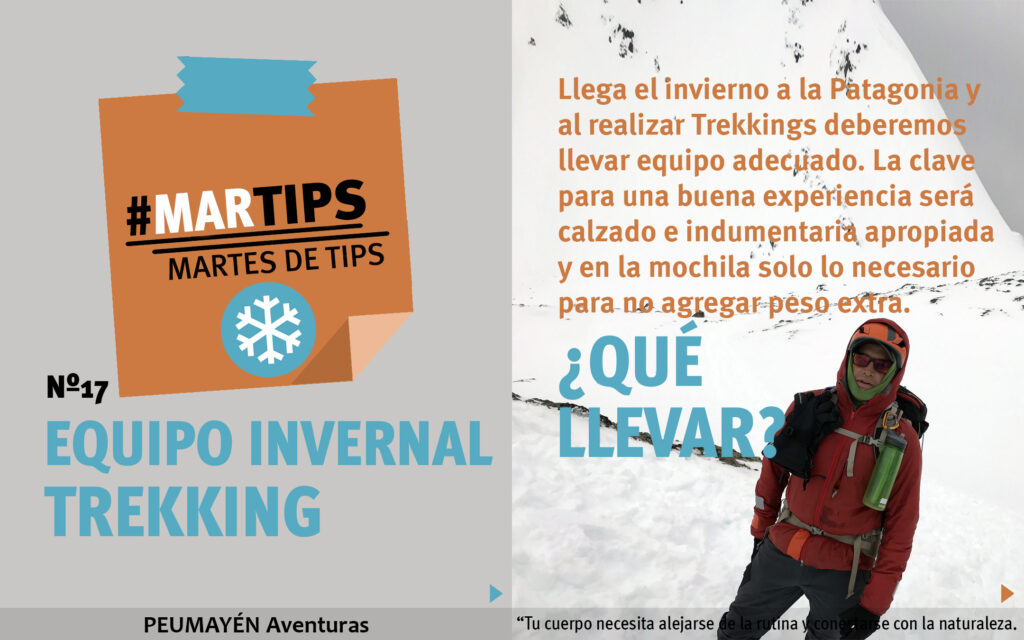 #MARTIPS
MARTES DE TIPS
Nº17
EQUIPO INVERNAL
TREKKING
PEUMAYÉN Aventuras
Llega el invierno a la Patagonia y
al realizar Trekkings deberemos
llevar equipo adecuado. La clave
para una buena experiencia será
calzado e indumentaria apropiada
y en la mochila solo lo necesario
para no agregar peso extra.
¿QUÉ
LLEVAR?
“Tu cuerpo necesita alejarse de la rutina y conectarse con la naturaleza.